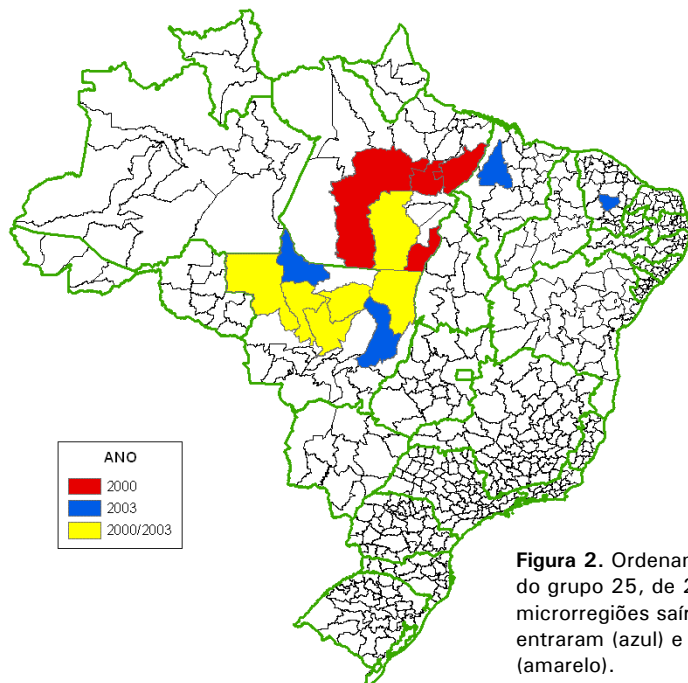 ANO
2000
2003
2000/2003
Figura 2. Ordenar
do grupo 25, de 2
microrregiões saír
entraram (azul) e
(amarelo).